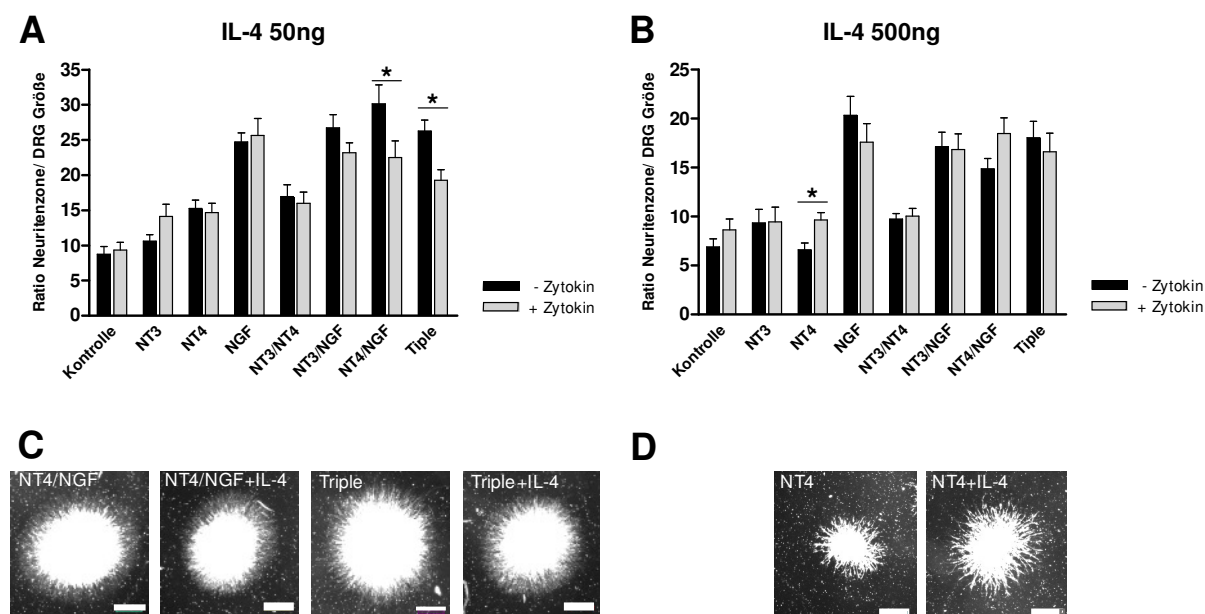 A
IL-4 50ng
Ratio Neuritenzone/ DRG Größe
35
30
25
20
15
10
5
0
*
*
Kontrolle
NT3
NT4
NGF
NT3/NT4
NT3/NGF
NT4/NGF
Tiple
- Zytokin
+ Zytokin
B
IL-4 500ng
Ratio Neuritenzone/ DRG Größe
25
20
15
10
5
0
*
Kontrolle
NT3
NT4
NGF
NT3/NT4
NT3/NGF
NT4/NGF
Tiple
- Zytokin
+ Zytokin
C
NT4/NGF
NT4/NGF+IL-4
Triple
Triple+IL-4
D
NT4
NT4+IL-4